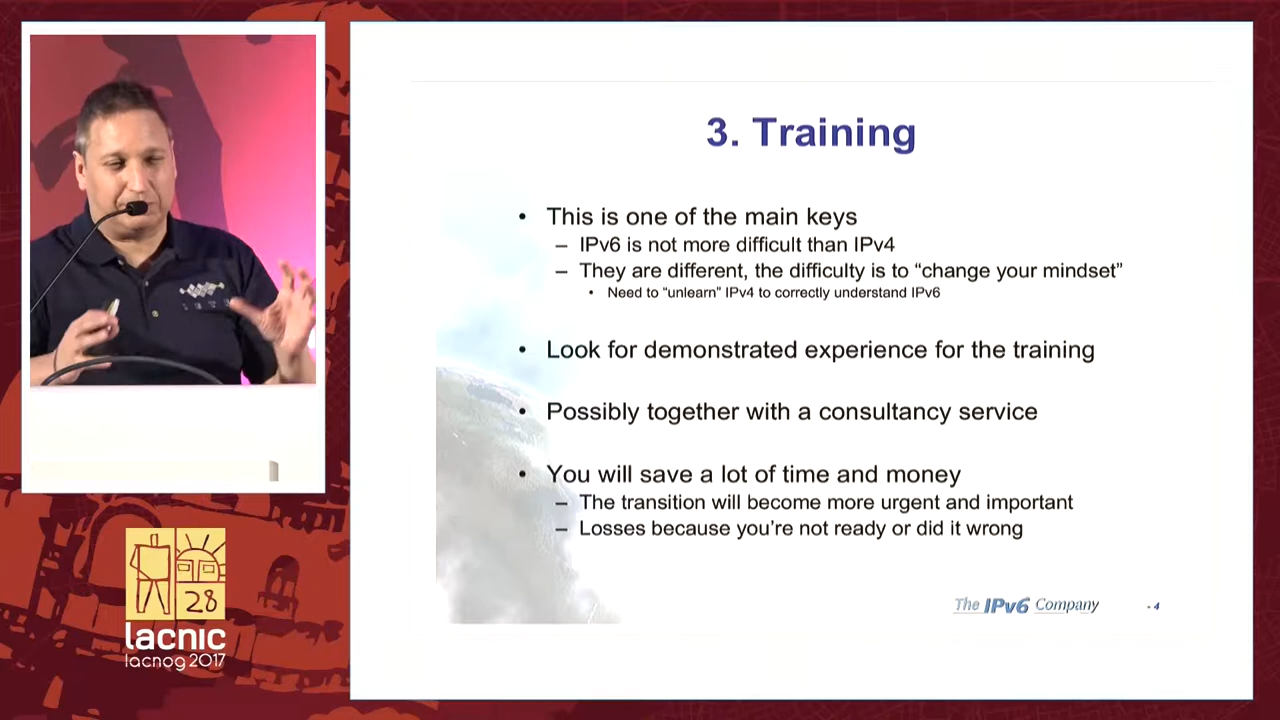 3. Training
• This is one of the main keys
– IPv6 is not more difficult than IPv4
– They are different, the difficulty is to “change your mindset”
• Need to “unlearn” IPv4 to correctly understand IPv6
• Look for demonstrated experience for the training
• Possibly together with a consultancy service
• You will save a lot of time and money
– The transition will become more urgent and important
– Losses because you’re not ready or did it wrong
The IPv6 Company
- 4
28
lacnic
lacnog 2017